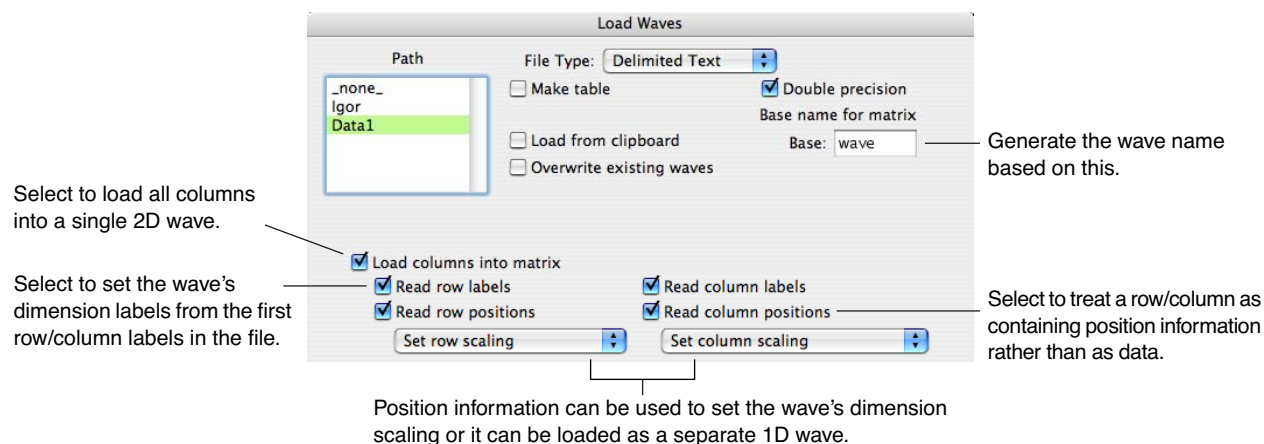 Load Waves
Path
File Type: Delimited Text
_none_
Igor
Data1
Make table
Double precision
Base name for matrix
Load from clipboard
Base: wave
Overwrite existing waves
Generate the wave name
based on this.
Select to load all columns
into a single 2D wave.
Load columns into matrix
Select to set the wave’s
dimension labels from the first
row/column labels in the file.
Read row labels
Read column labels
Read row positions
Read column positions
Set row scaling
Set column scaling
Select to treat a row/column as
containing position information
rather than as data.
Position information can be used to set the wave’s dimension
scaling or it can be loaded as a separate 1D wave.